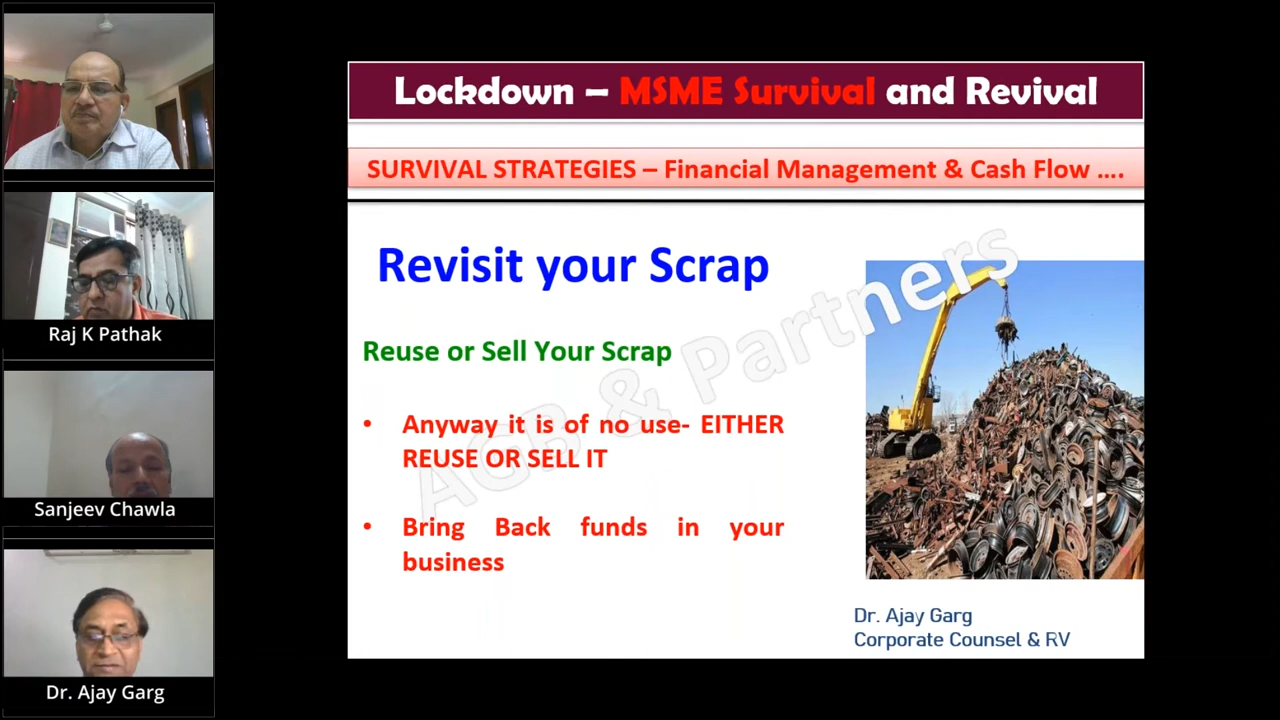 Lockdown – MSME Survival and Revival
SURVIVAL STRATEGIES – Financial Management & Cash Flow ....
Revisit your Scrap
Reuse or Sell Your Scrap
• Anyway it is of no use- EITHER
REUSE OR SELL IT
• Bring Back funds in your
business
AGB & Partners
Dr. Ajay Garg
Corporate Counsel & RV
Raj K Pathak
Sanjeev Chawla
Dr. Ajay Garg